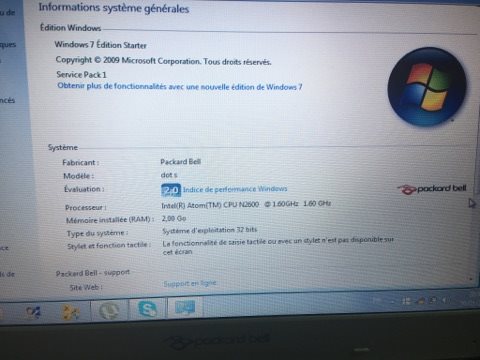 Informations système générales
Édition Windows
Windows 7 Édition Starter
Copyright © 2009 Microsoft Corporation. Tous droits réservés.
Service Pack 1
Obtenir plus de fonctionnalités avec une nouvelle édition de Windows 7
Système
Fabricant : Packard Bell
Modèle : dot s
Évaluation : 2,0 Indice de performance Windows
Processeur : Intel(R) Atom(TM) CPU N2600 @ 1.60GHz 1.60 GHz
Mémoire installée (RAM) : 2,00 Go
Type du système : Système d'exploitation 32 bits
Stylet et fonction tactile : La fonctionnalité de saisie tactile ou avec un stylet n'est pas disponible sur
cet écran.
packard bell
Packard Bell - support
Site Web : Support en ligne
packard bell